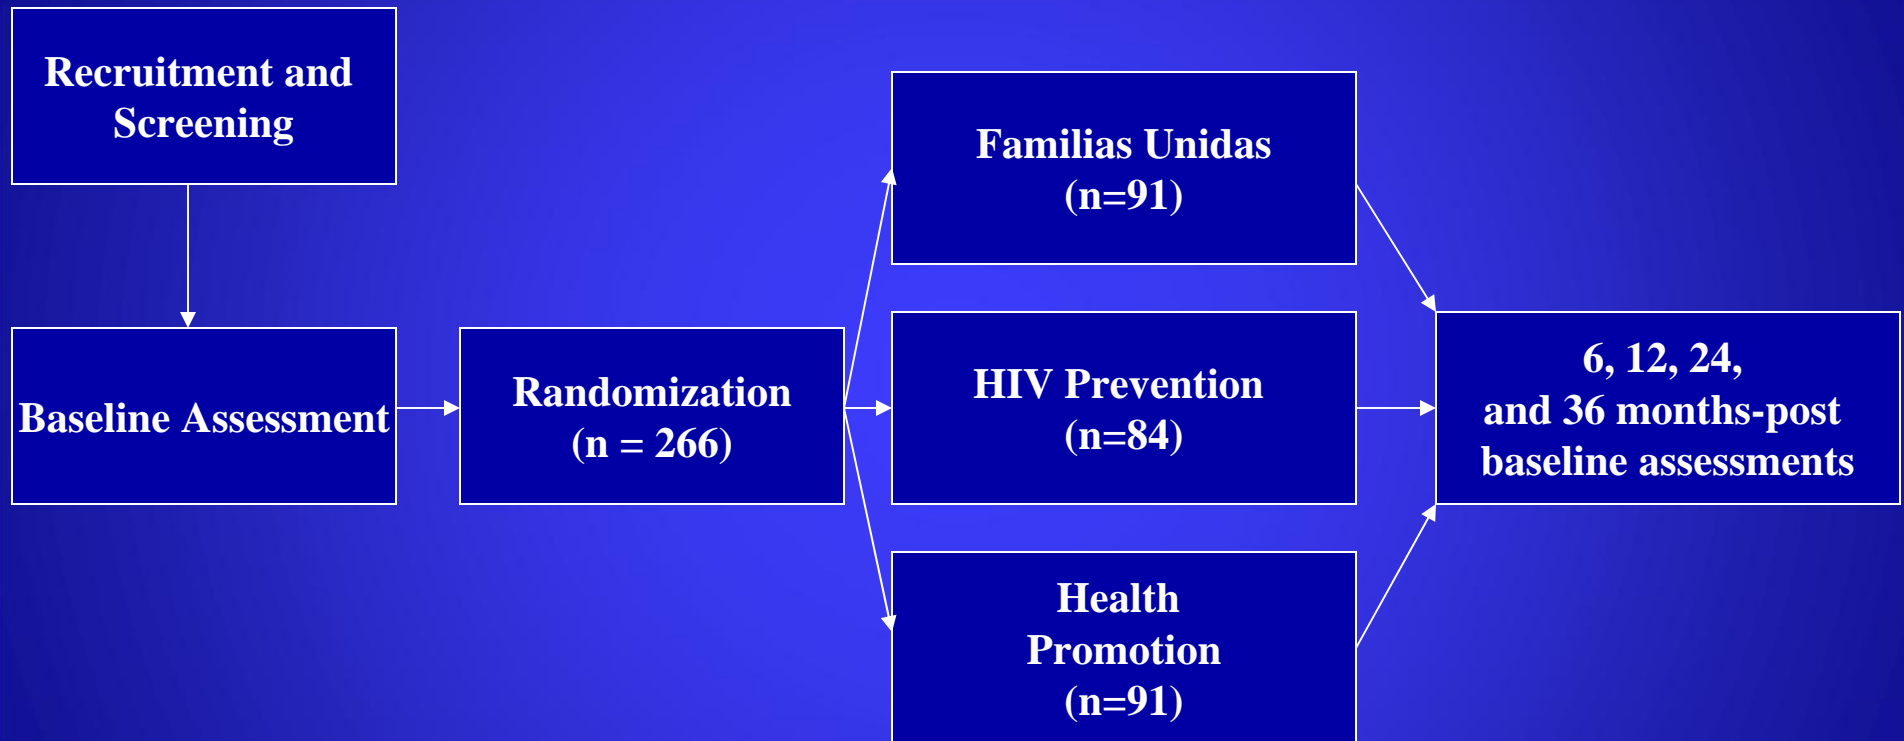 Recruitment and
Screening
Baseline Assessment
Randomization
(n = 266)
Familias Unidas
(n=91)
HIV Prevention
(n=84)
Health
Promotion
(n=91)
6, 12, 24,
and 36 months-post
baseline assessments